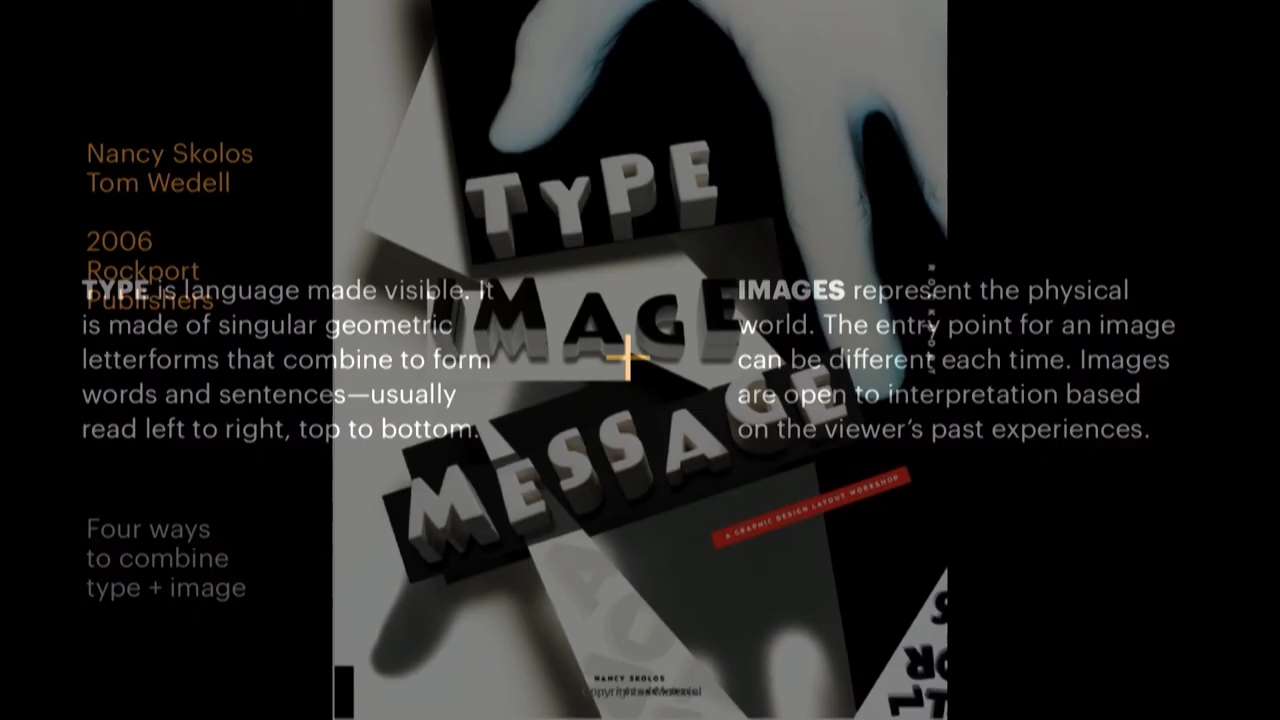 Nancy Skolos
Tom Wedell
2006
Rockport
Publishers
TYPE is language made visible. It
is made of singular geometric
letterforms that combine to form
words and sentences—usually
read left to right, top to bottom.
Four ways
to combine
type + image
TYPE
IMAGE
MESSAGE
A GRAPHIC DESIGN LAYOUT WORKSHOP
NANCY SKOLOS
IMAGES represent the physical
world. The entry point for an image
can be different each time. Images
are open to interpretation based
on the viewer’s past experiences.